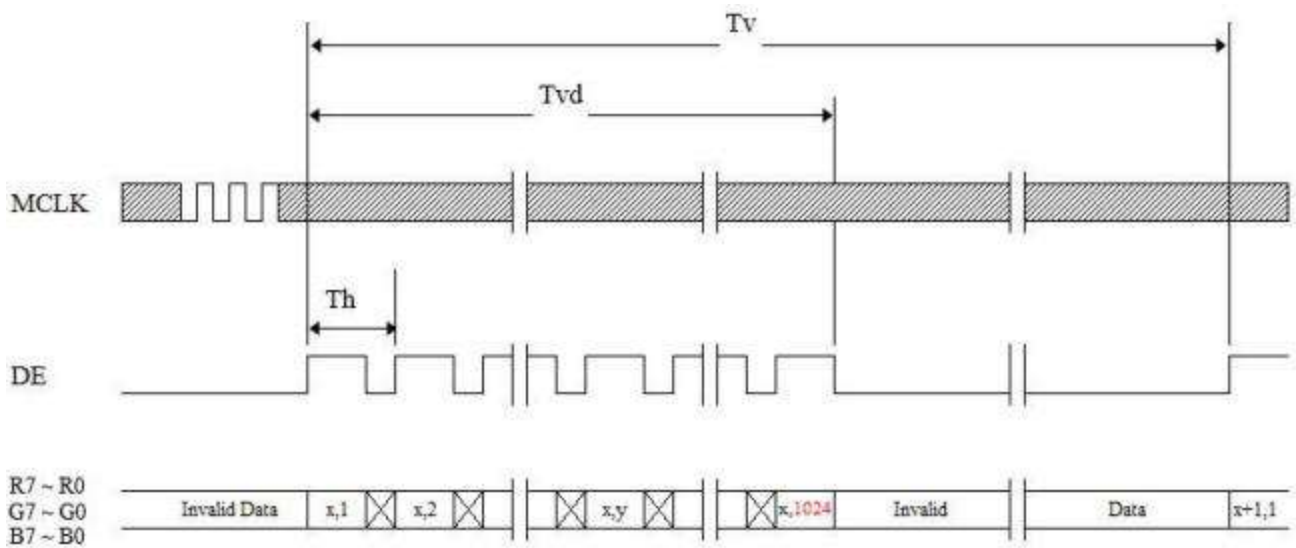 Tv
Tvd
MCLK
Th
DE
R7 ~ R0
G7 ~ G0
B7 ~ B0
Invalid Data x,1 x,2 x,y x,1024 Invalid Data x+1,1